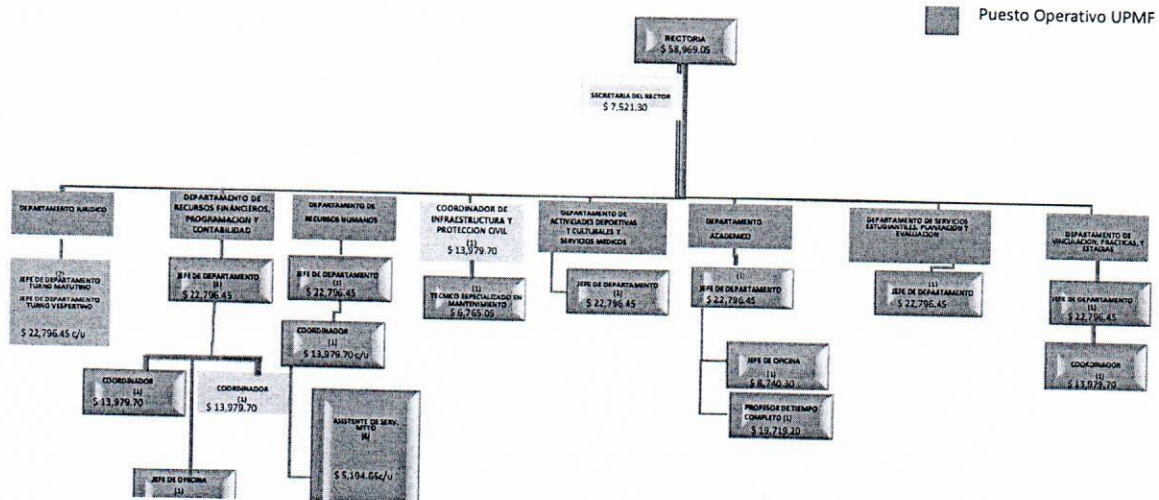 Puesto Operativo UPMF
RECTORIA
$ 58,969.05
SECRETARIA DEL RECTOR
$ 7,521.30
DEPARTAMENTO JURIDICO
(2)
JEFE DE DEPARTAMENTO
TURNO MATUTINO
JEFE DE DEPARTAMENTO
TURNO VESPERTINO
$ 22,796.45 c/u
DEPARTAMENTO DE
RECURSOS FINANCIEROS,
PROGRAMACION Y
CONTABILIDAD
JEFE DE DEPARTAMENTO
(1)
$ 22,796.45
COORDINADOR
(1)
$ 13,979.70
COORDINADOR
(1)
$ 13,979.70
JEFE DE OFICINA
(1)
DEPARTAMENTO DE
RECURSOS HUMANOS
JEFE DE DEPARTAMENTO
(1)
$ 22,796.45
COORDINADOR
(1)
$ 13,979.70 c/u
ASISTENTE DE SERV.
MTTO
$ 5,194.65c/u
COORDINADOR DE
INFRAESTRUCTURA Y
PROTECCION CIVIL
(1)
$ 13,979.70
(1)
TECNICO ESPECIALIZADO EN
MANTENIMIENTO
$ 6,765.05
DEPARTAMENTO DE
ACTIVIDADES DEPORTIVAS
Y CULTURALES Y
SERVICIOS MEDICOS
JEFE DE DEPARTAMENTO
(1)
$ 22,796.45
DEPARTAMENTO
ACADEMICO
(1)
JEFE DE DEPARTAMENTO
$ 22,796.45
JEFE DE OFICINA
(1)
$ 8,740.30
PROFESOR DE TIEMPO
COMPLETO (1)
$ 19,719.20
DEPARTAMENTO DE SERVICIOS
ESTUDIANTILES, PLANEACION Y
EVALUACION
(1)
JEFE DE DEPARTAMENTO
$ 22,796.45
DEPARTAMENTO DE
VINCULACION, PRACTICAS, Y
ESTADIAS
JEFE DE DEPARTAMENTO
(1)
$ 22,796.45
COORDINADOR
(1)
$ 13,979.70